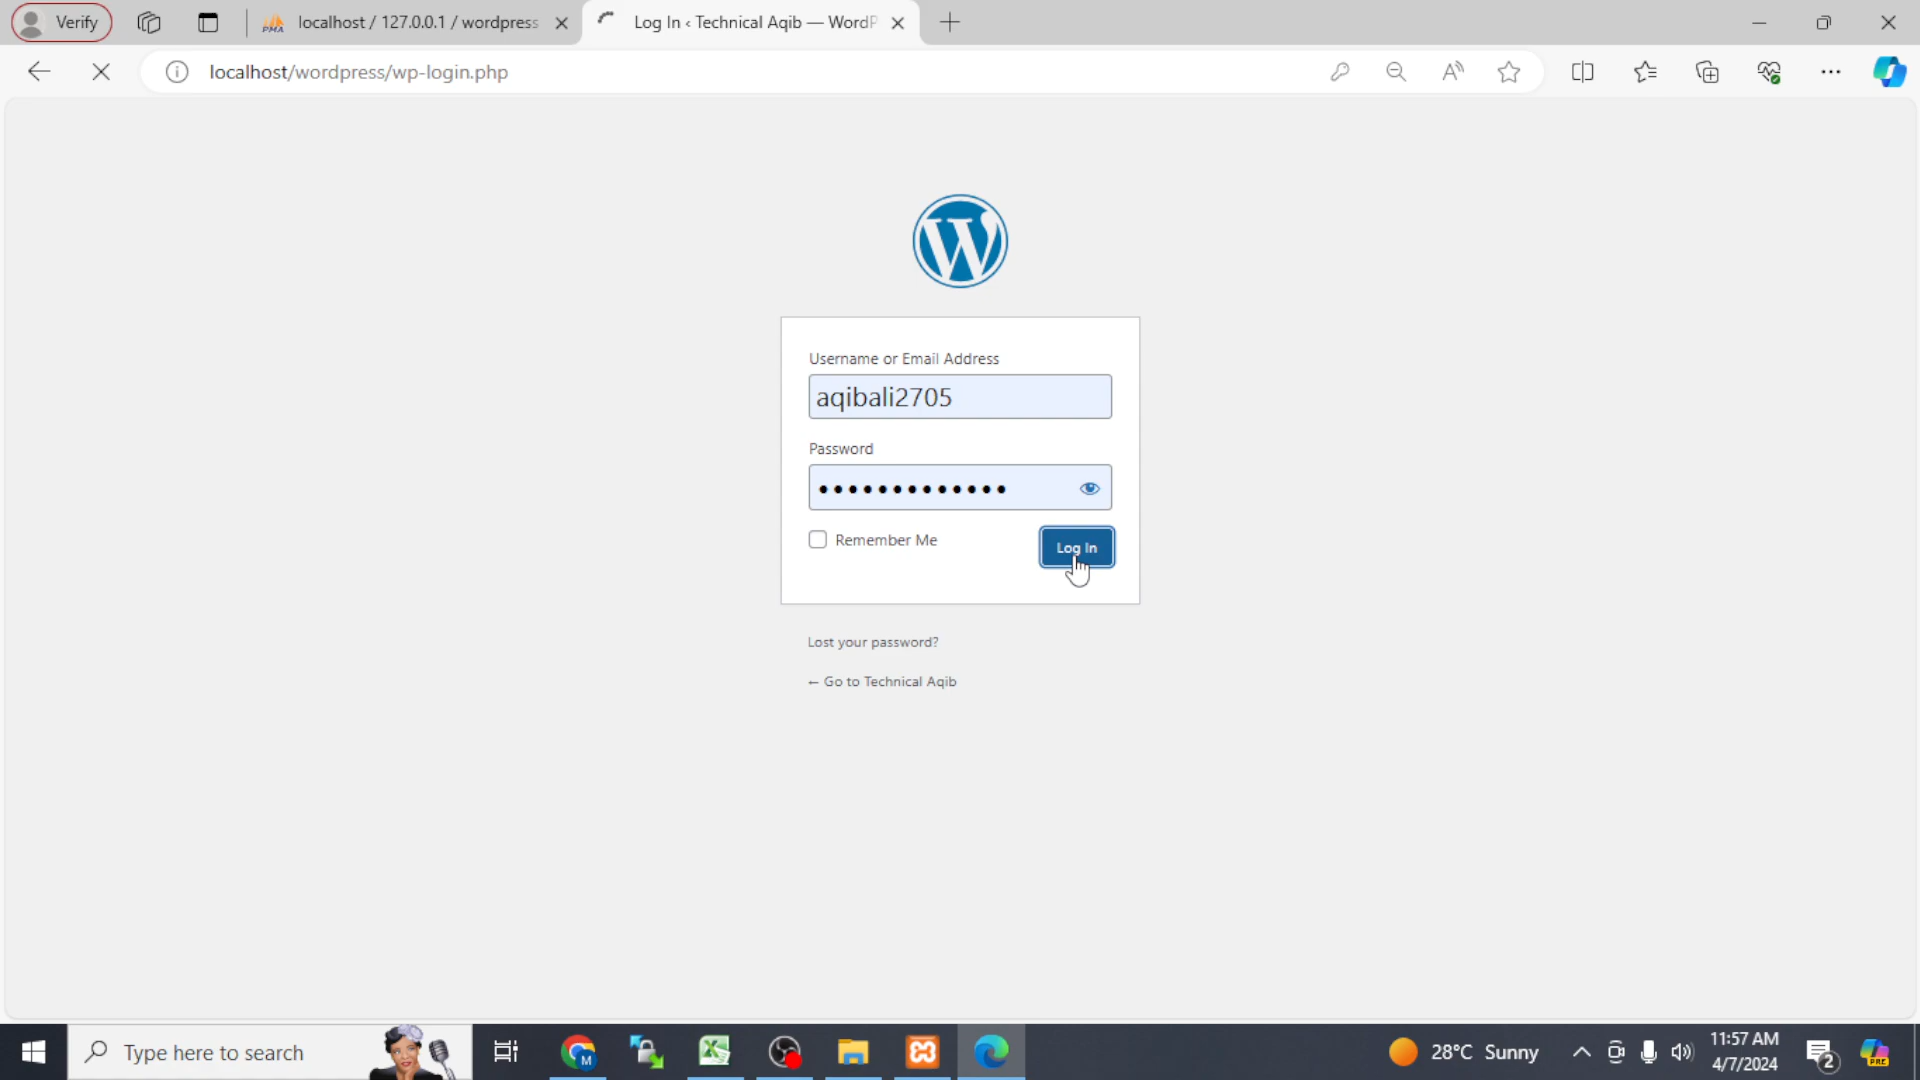 Verify
localhost / 127.0.0.1 / wordpress
Log In ‹ Technical Aqib — WordP
localhost/wordpress/wp-login.php
Username or Email Address
aqibali2705
Password
Remember Me
Log In
Lost your password?
← Go to Technical Aqib
Type here to search
28°C Sunny
11:57 AM
4/7/2024
2